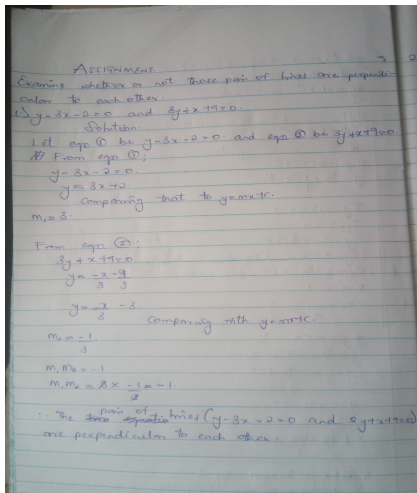 ASSIGNMENT
Examine whether or not those pair of lines are perpendi-
cular to each other.
1) y-3x-2=0 and 3y+x+9=0.
Solution
Let eqn ① be y-3x-2=0 and eqn ② be 3y+x+9=0.
From eqn ①;
y-3x-2=0.
y=3x+2.
Comparing that to y=mx+c.
m₁=3.
From eqn ②;
3y+x+9=0
y= -x/3 - 9/3
y= -x/3 - 3
Comparing with y=mx+c.
m₂= -1/3
m₁m₂=-1
m₁m₂=3× -1/3 = -1.
∴ The pair of lines (y-3x-2=0 and 3y+x+9=0)
are perpendicular to each other.